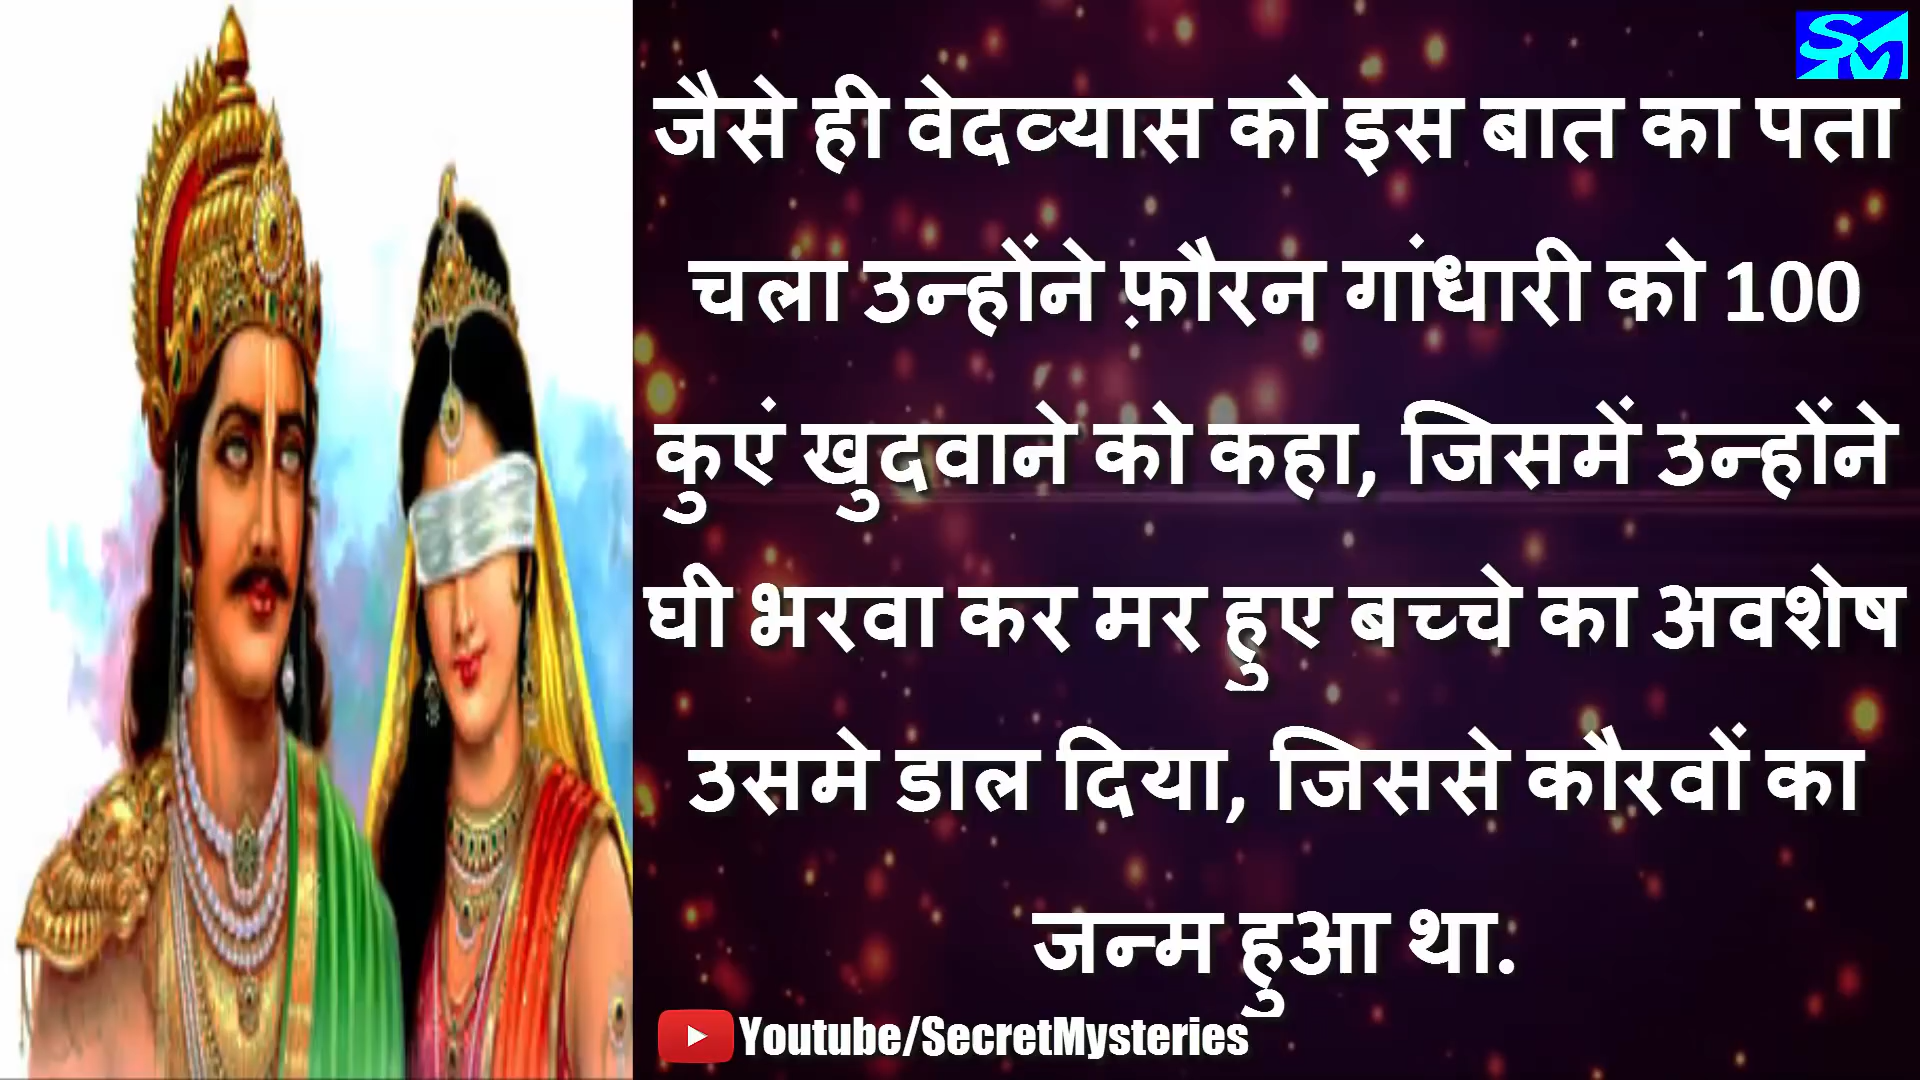 SM
जैसे ही वेदव्यास को इस बात का पता
चला उन्होंने फ़ौरन गांधारी को 100
कुएं खुदवाने को कहा, जिसमें उन्होंने
घी भरवा कर मर हुए बच्चे का अवशेष
उसमे डाल दिया, जिससे कौरवों का
जन्म हुआ था.
Youtube/SecretMysteries